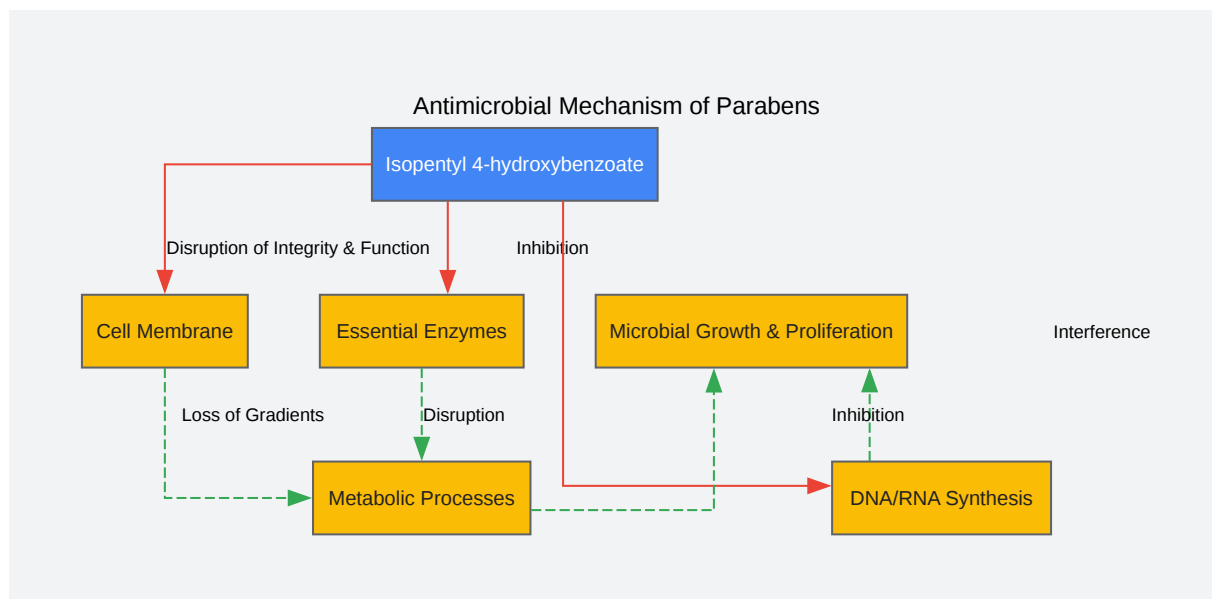 Antimicrobial Mechanism of Parabens
Isopentyl 4-hydroxybenzoate
Disruption of Integrity & Function
Inhibition
Cell Membrane
Essential Enzymes
Microbial Growth & Proliferation
Interference
Loss of Gradients
Disruption
Inhibition
Metabolic Processes
DNA/RNA Synthesis